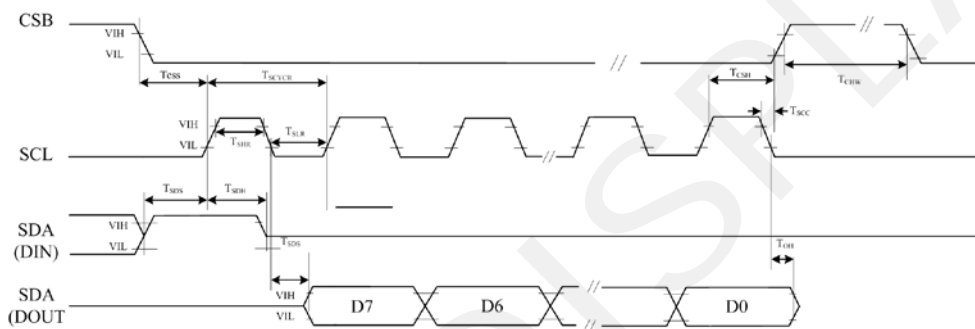 CSB
VIH
VIL
Tcss
TSCYCR
TCSH
TCHW
TSCC
SCL
VIH
VIL
TSHR
TSLR
TSDS
TSDH
SDA
(DIN)
VIH
VIL
TSDS
TOH
SDA
(DOUT
VIH
VIL
D7
D6
D0